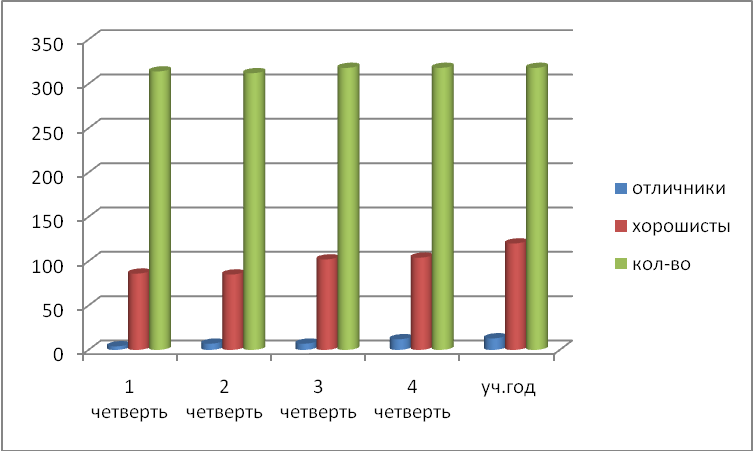 350
300
250
200
150
100
50
0
1 четверть
2 четверть
3 четверть
4 четверть
уч.год
отличники
хорошисты
кол-во